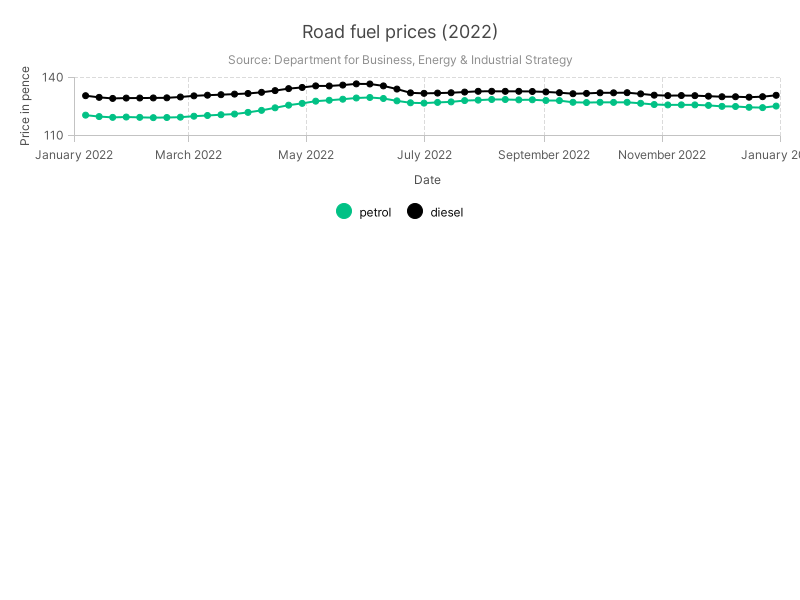 Road fuel prices (2022)
Source: Department for Business, Energy & Industrial Strategy
Price in pence
140
110
January 2022 March 2022 May 2022 July 2022 September 2022 November 2022 January 20
Date
petrol diesel